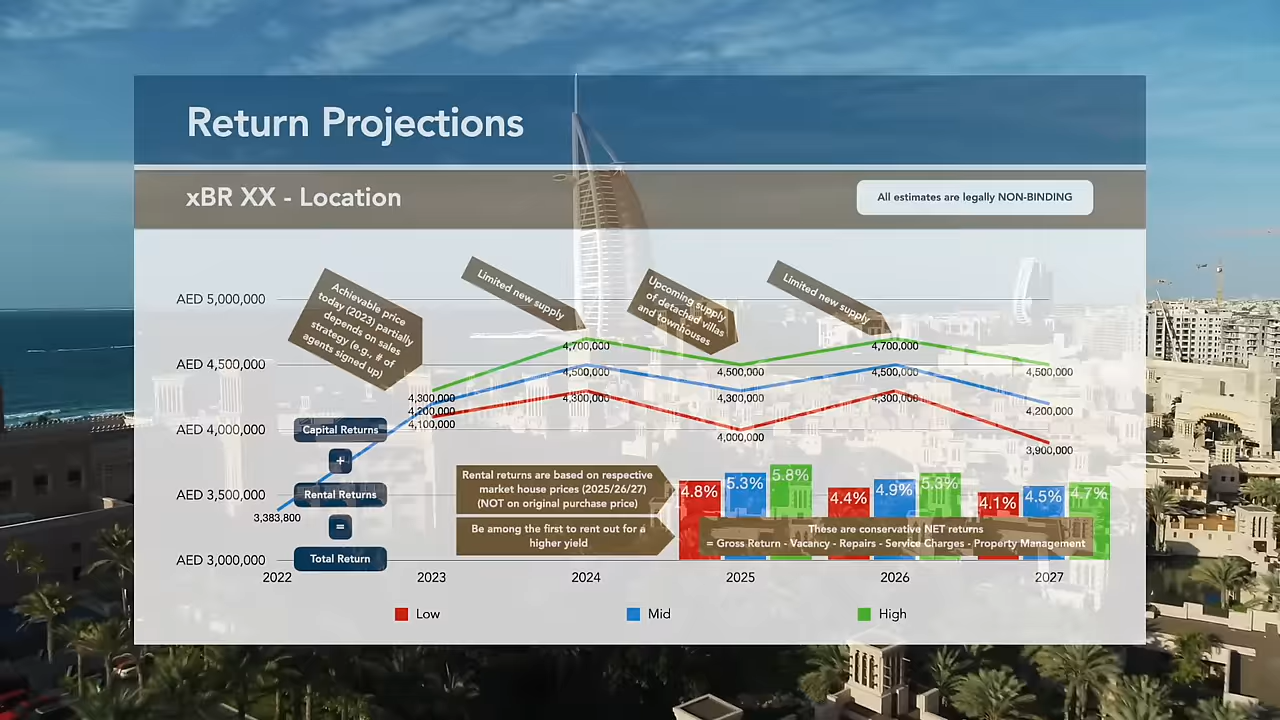 Return Projections
xBR XX - Location
All estimates are legally NON-BINDING
AED 5,000,000
AED 4,500,000
AED 4,000,000
AED 3,500,000
AED 3,000,000
Achievable price
today (2023) partially
depends on sales
strategy (e.g., # of
agents signed up)
Limited new supply
Upcoming supply
of detached villas
and townhouses
Limited new supply
4,700,000
4,500,000
4,300,000
4,500,000
4,300,000
4,000,000
4,700,000
4,500,000
4,300,000
4,500,000
4,200,000
3,900,000
4,300,000
4,200,000
4,100,000
3,383,800
Capital Returns
+
Rental Returns
=
Total Return
Rental returns are based on respective
market house prices (2025/26/27)
(NOT on original purchase price)
Be among the first to rent out for a
higher yield
4.8% 5.3% 5.8%
4.4% 4.9% 5.3%
4.1% 4.5% 4.7%
These are conservative NET returns
= Gross Return - Vacancy - Repairs - Service Charges - Property Management
2022 2023 2024 2025 2026 2027
Low Mid High